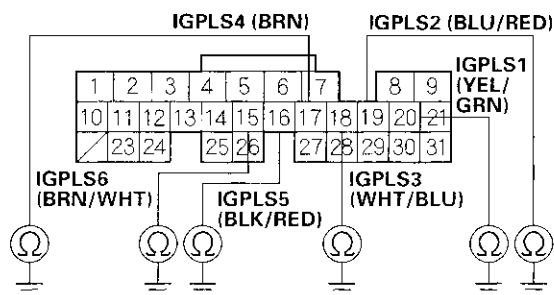 IGPLS4 (BRN)
IGPLS2 (BLU/RED)
IGPLS1
(YEL/
GRN)
1 2 3 4 5 6 7 8 9
10 11 12 13 14 15 16 17 18 19 20 21
23 24 25 26 27 28 29 30 31
IGPLS6
(BRN/WHT)
IGPLS5
(BLK/RED)
IGPLS3
(WHT/BLU)
Ω Ω Ω Ω Ω Ω